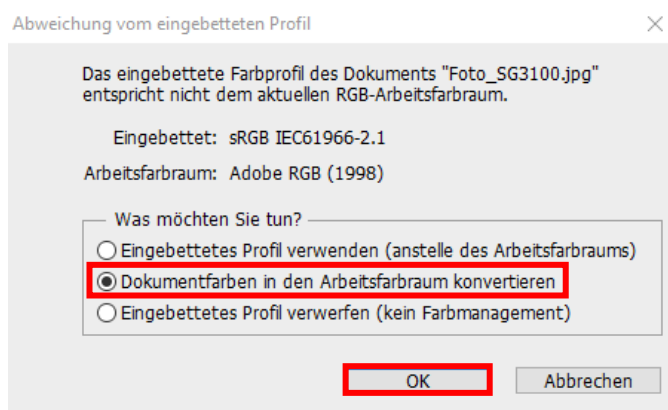 Abweichung vom eingebetteten Profil
Das eingebettete Farbprofil des Dokuments "Foto_SG3100.jpg"
entspricht nicht dem aktuellen RGB-Arbeitsfarbraum.
Eingebettet: sRGB IEC61966-2.1
Arbeitsfarbraum: Adobe RGB (1998)
Was möchten Sie tun?
Eingebettetes Profil verwenden (anstelle des Arbeitsfarbraums)
Dokumentfarben in den Arbeitsfarbraum konvertieren
Eingebettetes Profil verwerfen (kein Farbmanagement)
OK Abbrechen